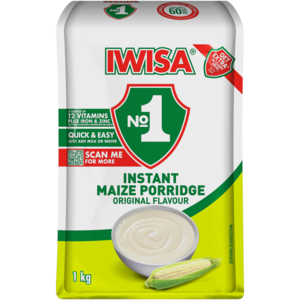 60
IWISA
No 1
12 VITAMINS
PLUS IRON & ZINC
QUICK & EASY
JUST ADD MILK OR WATER
SCAN ME
FOR MORE
INSTANT
MAIZE PORRIDGE
ORIGINAL FLAVOUR
1 kg